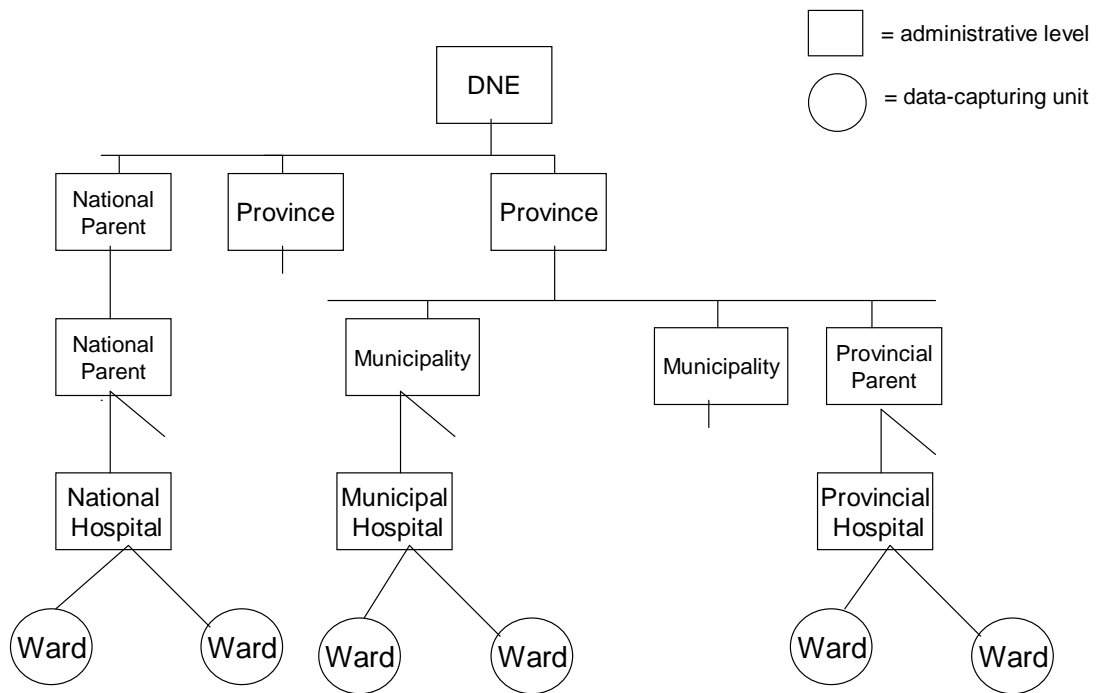 = administrative level
DNE
= data-capturing unit
National
Parent
Province
Province
National
Parent
Municipality
Municipality
Provincial
Parent
National
Hospital
Municipal
Hospital
Provincial
Hospital
Ward
Ward
Ward
Ward
Ward
Ward